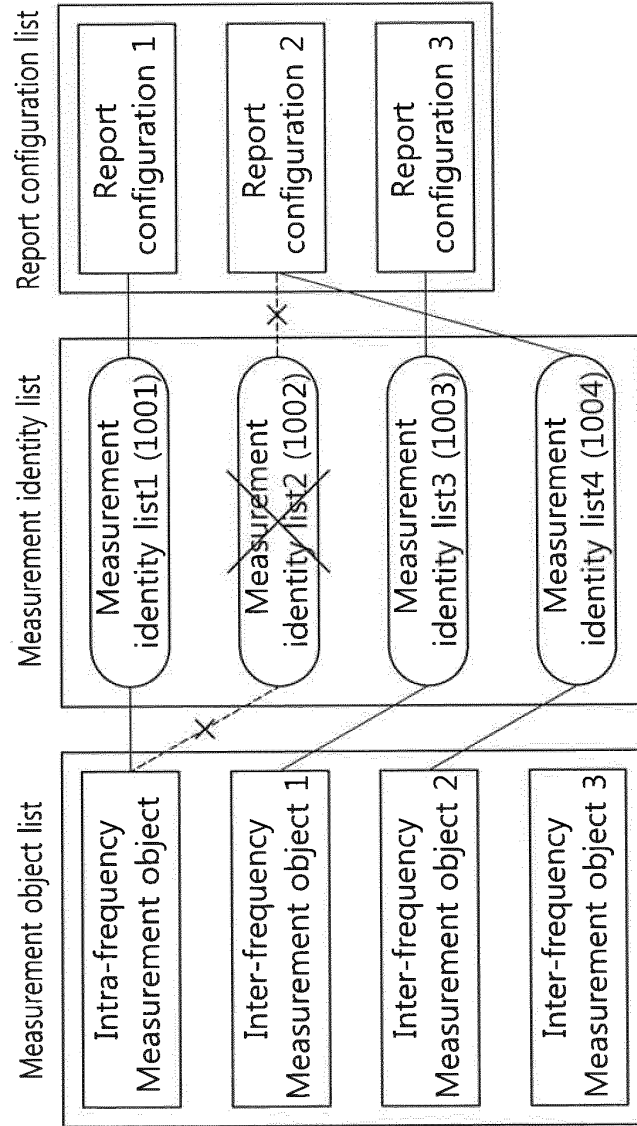 Measurement object list
Intra-frequency
Measurement object
Inter-frequency
Measurement object 1
Inter-frequency
Measurement object 2
Inter-frequency
Measurement object 3
Measurement identity list
Measurement
identity list1 (1001)
Measurement
identity list2 (1002)
Measurement
identity list3 (1003)
Measurement
identity list4 (1004)
Report configuration list
Report
configuration 1
Report
configuration 2
Report
configuration 3